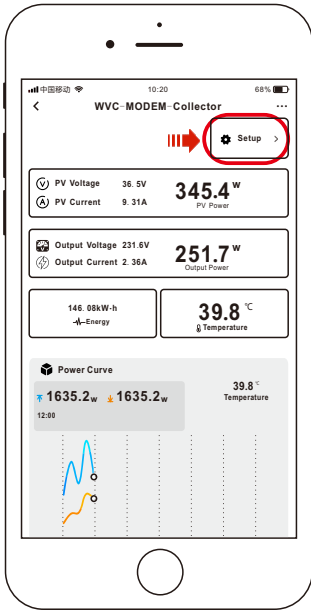 中国移动 10:20 68%
WVC-MODEM-Collector ...
Setup >
PV Voltage 36. 5V
PV Current 9. 31A
345.4 W
PV Power
Output Voltage 231.6V
Output Current 2. 36A
251.7 W
Output Power
146. 08kW-h
Energy
39.8 ℃
Temperature
Power Curve
1635.2w 1635.2w
12:00
39.8 ℃
Temperature